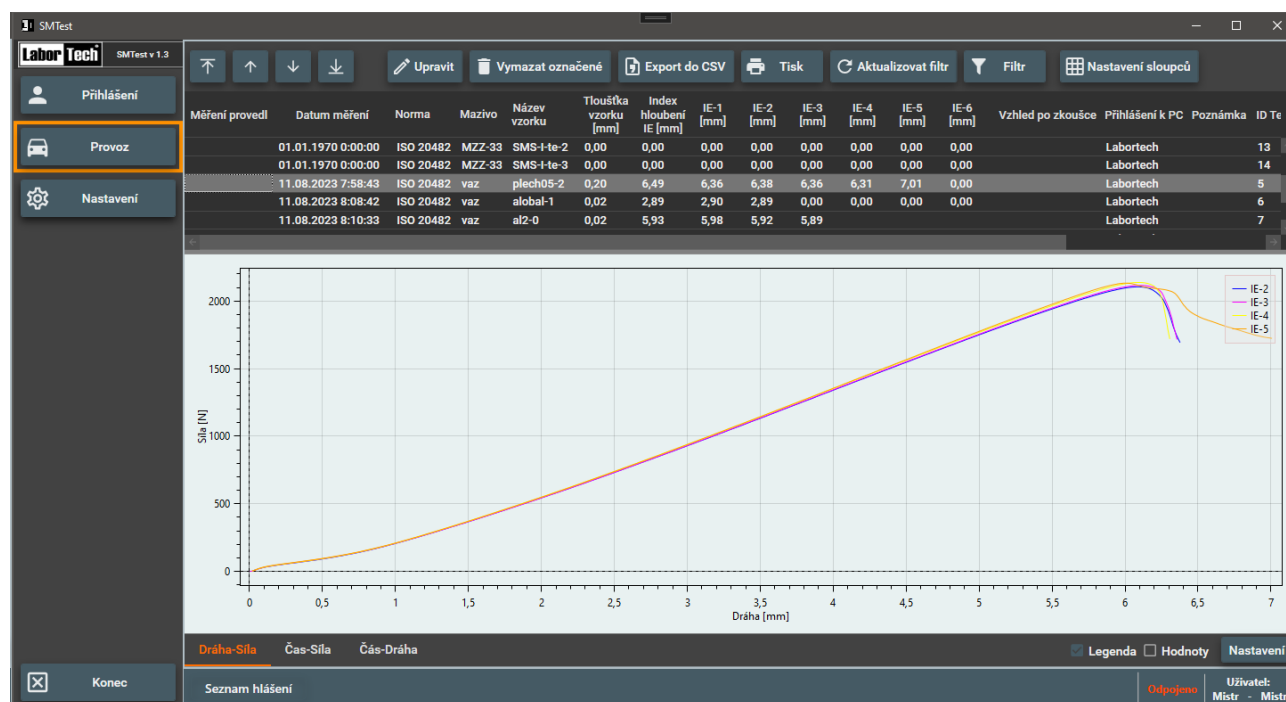 SMTest
LaborTech SMTest v 1.3
Přihlášení
Provoz
Nastavení
Konec
Upravit Vymazat označené Export do CSV Tisk Aktualizovat filtr Filtr Nastavení sloupců
Měření provedl Datum měření Norma Mazivo Název vzorku Tloušťka vzorku [mm] Index hloubení IE [mm] IE-1 [mm] IE-2 [mm] IE-3 [mm] IE-4 [mm] IE-5 [mm] IE-6 [mm] Vzhled po zkoušce Přihlášení k PC Poznámka ID Te
01.01.1970 0:00:00 ISO 20482 MZZ-33 SMS-I-te-2 0,00 0,00 0,00 0,00 0,00 0,00 0,00 0,00 Labortech 13
01.01.1970 0:00:00 ISO 20482 MZZ-33 SMS-I-te-3 0,00 0,00 0,00 0,00 0,00 0,00 0,00 0,00 Labortech 14
11.08.2023 7:58:43 ISO 20482 vaz plech05-2 0,20 6,49 6,36 6,38 6,36 6,31 7,01 0,00 Labortech 5
11.08.2023 8:08:42 ISO 20482 vaz alobal-1 0,02 2,89 2,90 2,89 0,00 0,00 0,00 0,00 Labortech 6
11.08.2023 8:10:33 ISO 20482 vaz al2-0 0,02 5,93 5,98 5,92 5,89 Labortech 7
IE-2
IE-3
IE-4
IE-5
2000
1500
1000
500
0
Síla [N]
0 0,5 1 1,5 2 2,5 3 3,5 4 4,5 5 5,5 6 6,5 7
Dráha [mm]
Dráha-Síla Čas-Síla Čás-Dráha Legenda Hodnoty Nastavení
Seznam hlášení Odpojeno Uživatel:
Mistr - Mistr